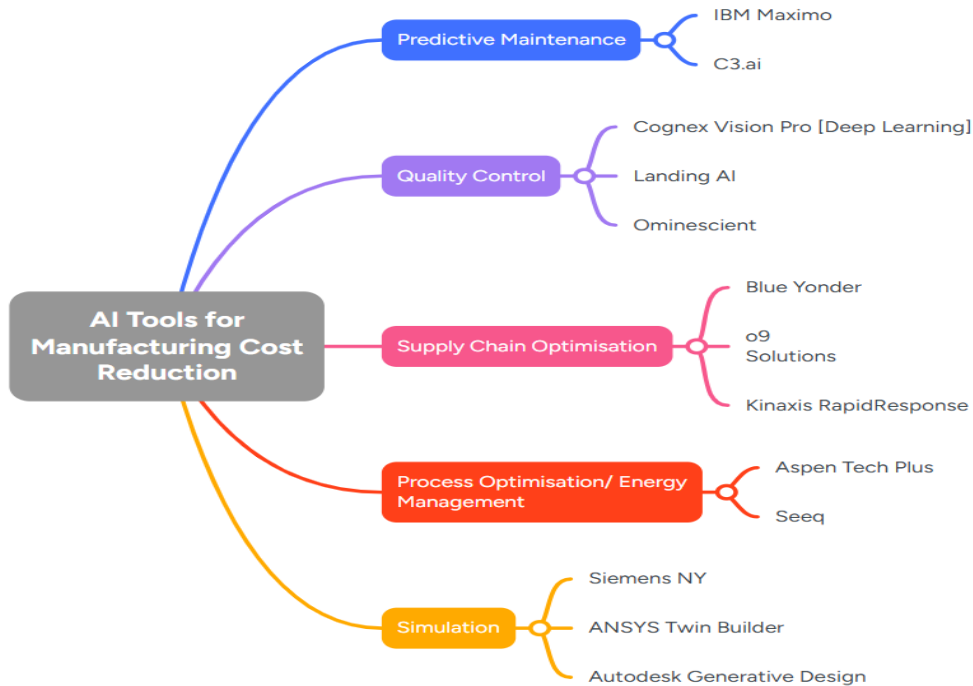 AI Tools for
Manufacturing Cost
Reduction
Predictive Maintenance
IBM Maximo
C3.ai
Quality Control
Cognex Vision Pro [Deep Learning]
Landing AI
Ominescient
Supply Chain Optimisation
Blue Yonder
o9
Solutions
Kinaxis RapidResponse
Process Optimisation/ Energy
Management
Aspen Tech Plus
Seeq
Simulation
Siemens NY
ANSYS Twin Builder
Autodesk Generative Design